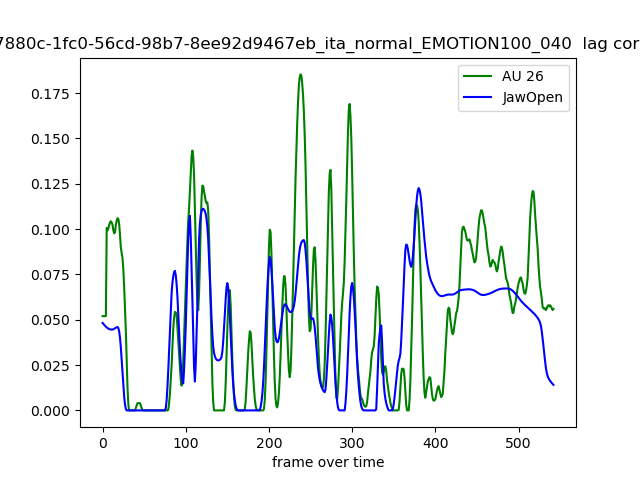 7880c-1fc0-56cd-98b7-8ee92d9467eb_ita_normal_EMOTION100_040 lag cor
AU 26
JawOpen
0.175
0.150
0.125
0.100
0.075
0.050
0.025
0.000
0 100 200 300 400 500
frame over time